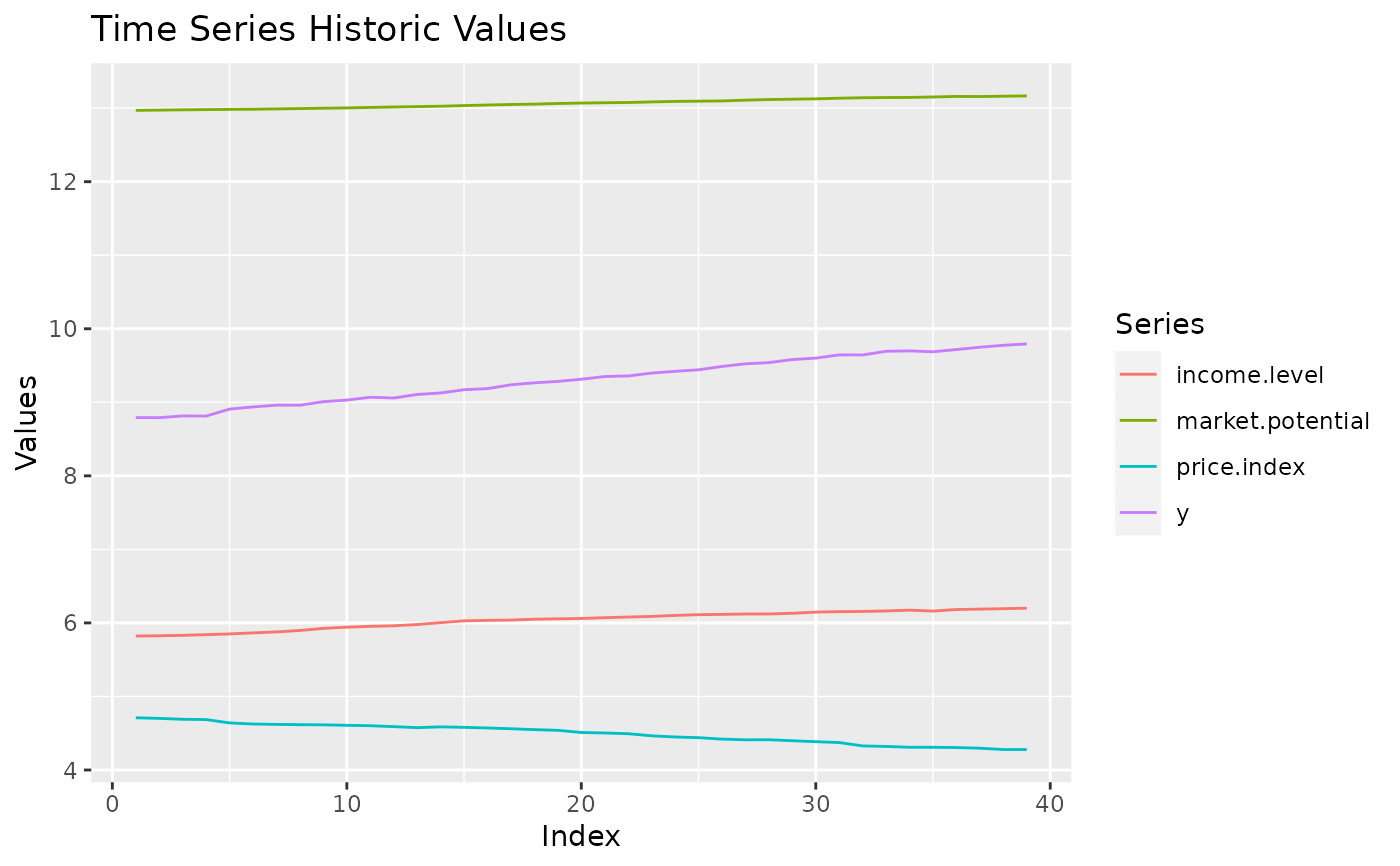 Time Series Historic Values
Values
12
10
8
6
4
0 10 20 30 40
Index
Series
income.level
market.potential
price.index
y